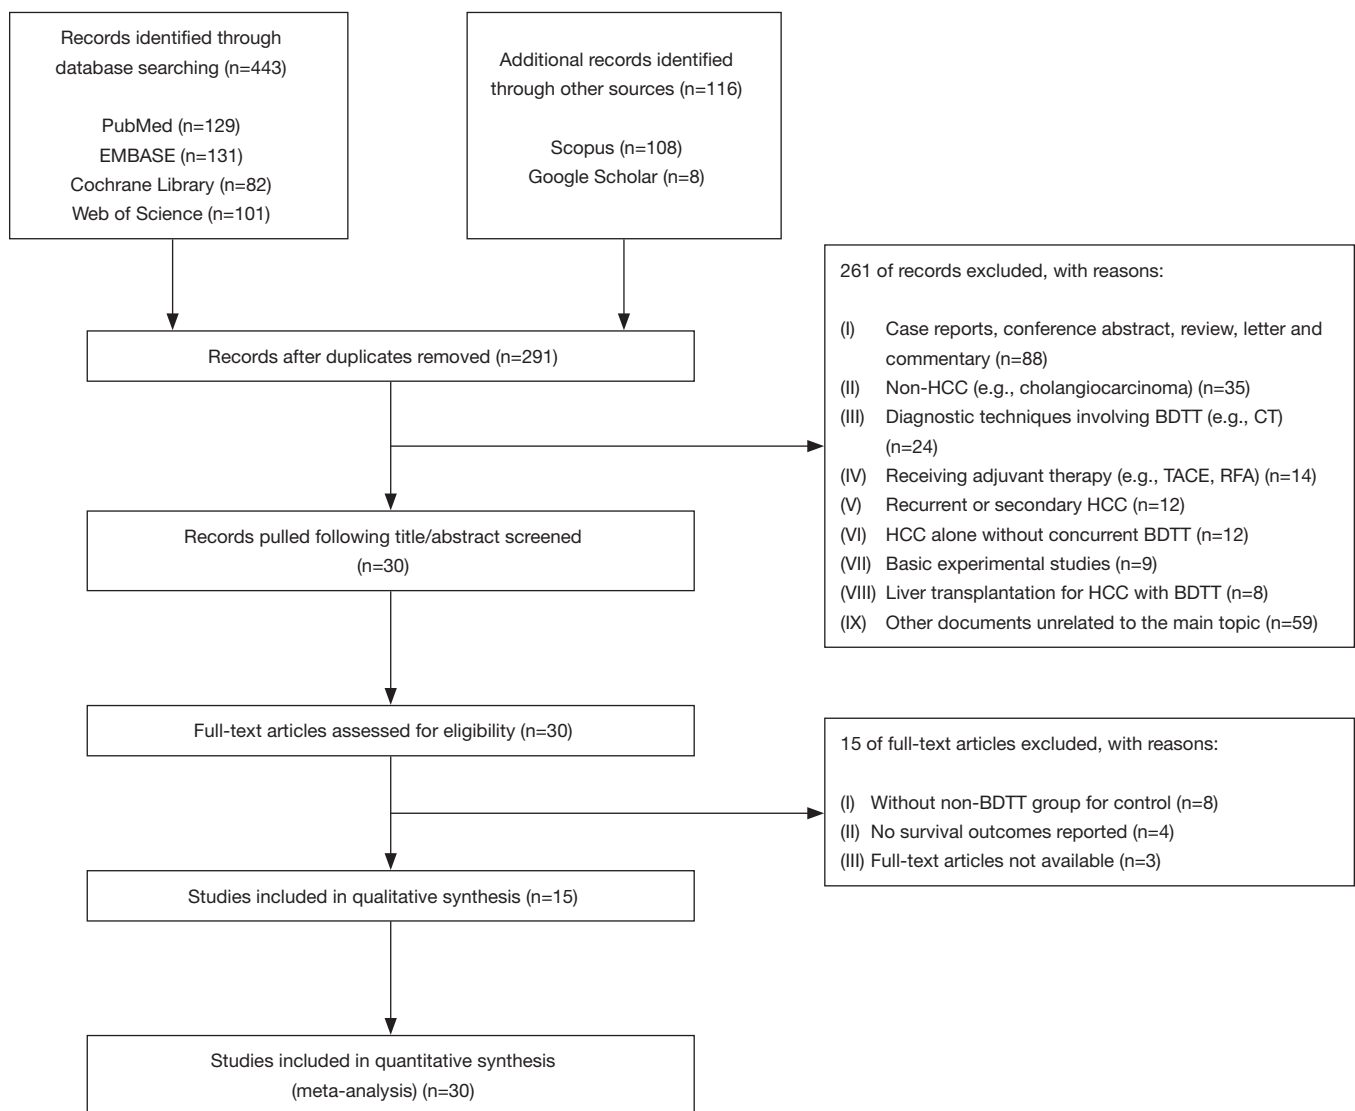 Records identified through
database searching (n=443)
PubMed (n=129)
EMBASE (n=131)
Cochrane Library (n=82)
Web of Science (n=101)
Additional records identified
through other sources (n=116)
Scopus (n=108)
Google Scholar (n=8)
Records after duplicates removed (n=291)
261 of records excluded, with reasons:
(I) Case reports, conference abstract, review, letter and
commentary (n=88)
(II) Non-HCC (e.g., cholangiocarcinoma) (n=35)
(III) Diagnostic techniques involving BDTT (e.g., CT)
(n=24)
(IV) Receiving adjuvant therapy (e.g., TACE, RFA) (n=14)
(V) Recurrent or secondary HCC (n=12)
(VI) HCC alone without concurrent BDTT (n=12)
(VII) Basic experimental studies (n=9)
(VIII) Liver transplantation for HCC with BDTT (n=8)
(IX) Other documents unrelated to the main topic (n=59)
Records pulled following title/abstract screened
(n=30)
Full-text articles assessed for eligibility (n=30)
15 of full-text articles excluded, with reasons:
(I) Without non-BDTT group for control (n=8)
(II) No survival outcomes reported (n=4)
(III) Full-text articles not available (n=3)
Studies included in qualitative synthesis (n=15)
Studies included in quantitative synthesis
(meta-analysis) (n=30)